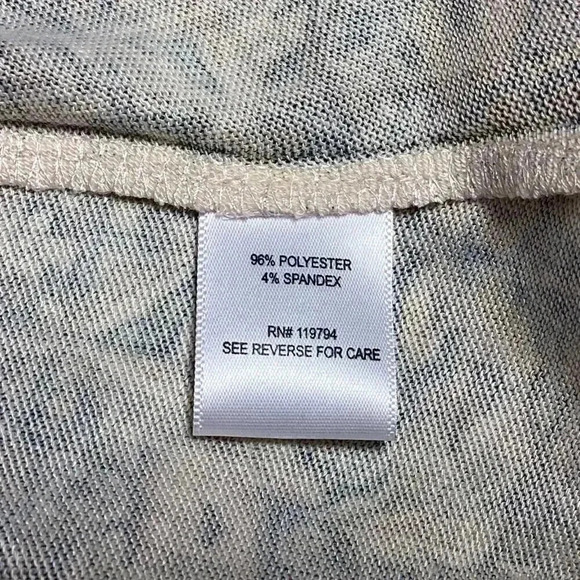 96% POLYESTER
4% SPANDEX
RN# 119794
SEE REVERSE FOR CARE